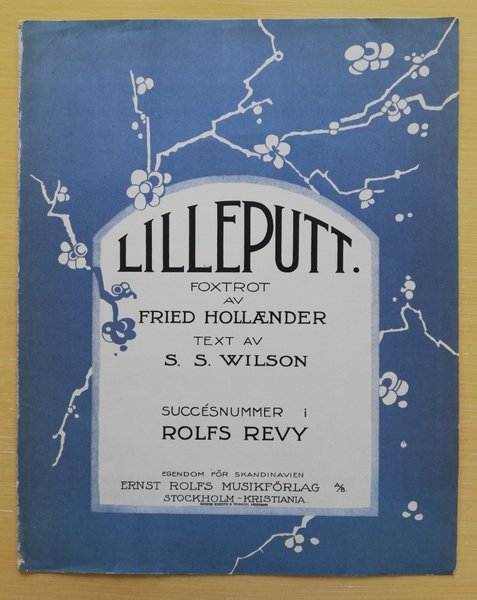 LILLEPUTT.
FOXTROT
AV
FRIED HOLLÆNDER
TEXT AV
S. S. WILSON
SUCCÉSNUMMER i
ROLFS REVY
EGENDOM FÖR SKANDINAVIEN
ERNST ROLFS MUSIKFÖRLAG A/B.
STOCKHOLM-KRISTIANIA.